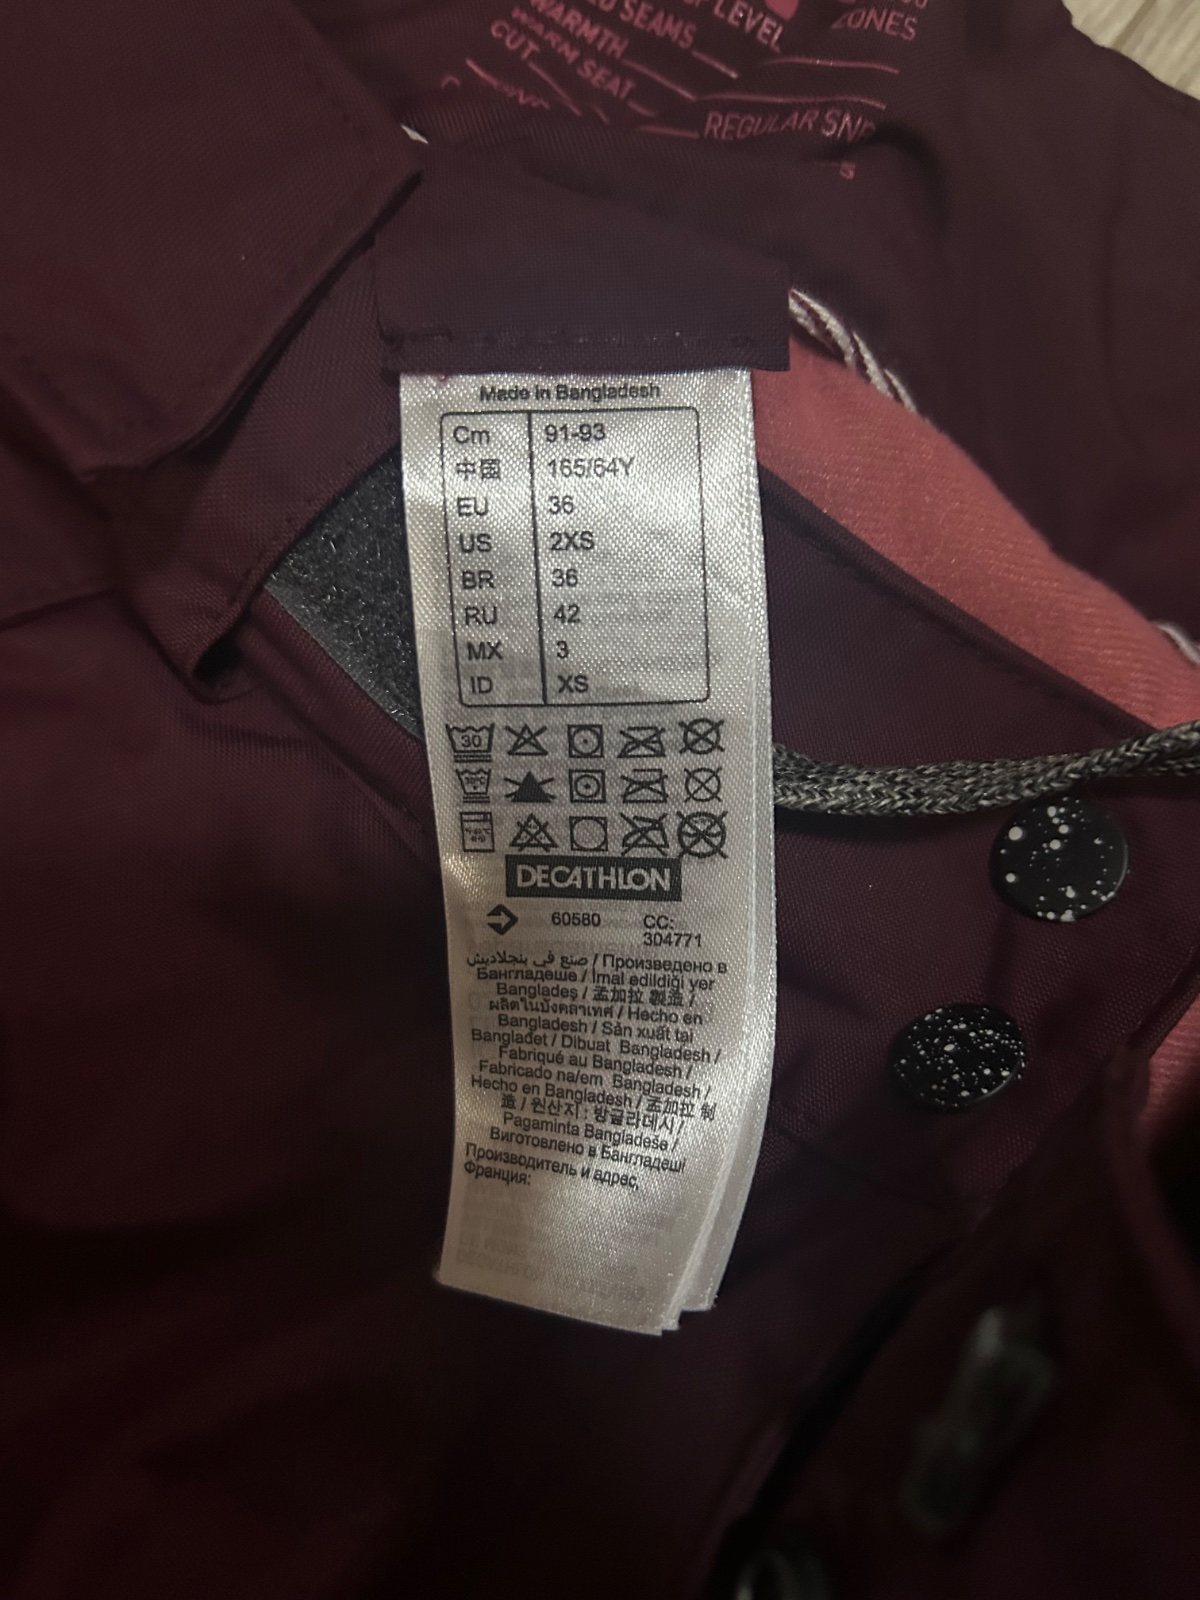 LEVEL
ZONES
SEAMS
WARMTH
WARM SEAT
CUT
REGULAR
Made in Bangladesh
Cm 91-93
中國 165/64Y
EU 36
US 2XS
BR 36
RU 42
MX 3
ID XS
30
30°C
DECATHLON
60580 CC:
304771
صنع في بنجلاديش / Произведено в
Бангладеше / İmal edildiği yer
Bangladeş / 孟加拉 製造 /
ผลิตในบังคลาเทศ / Hecho en
Bangladesh / Sản xuất tại
Banglađet / Dibuat Bangladesh /
Fabriqué au Bangladesh /
Fabricado na/em Bangladesh /
Hecho en Bangladesh / 孟加拉 制
造 / 원산지 : 방글라데시 /
Pagaminta Bangladeše /
Виготовлено в Бангладеш/
Производитель и адрес,
Франция: